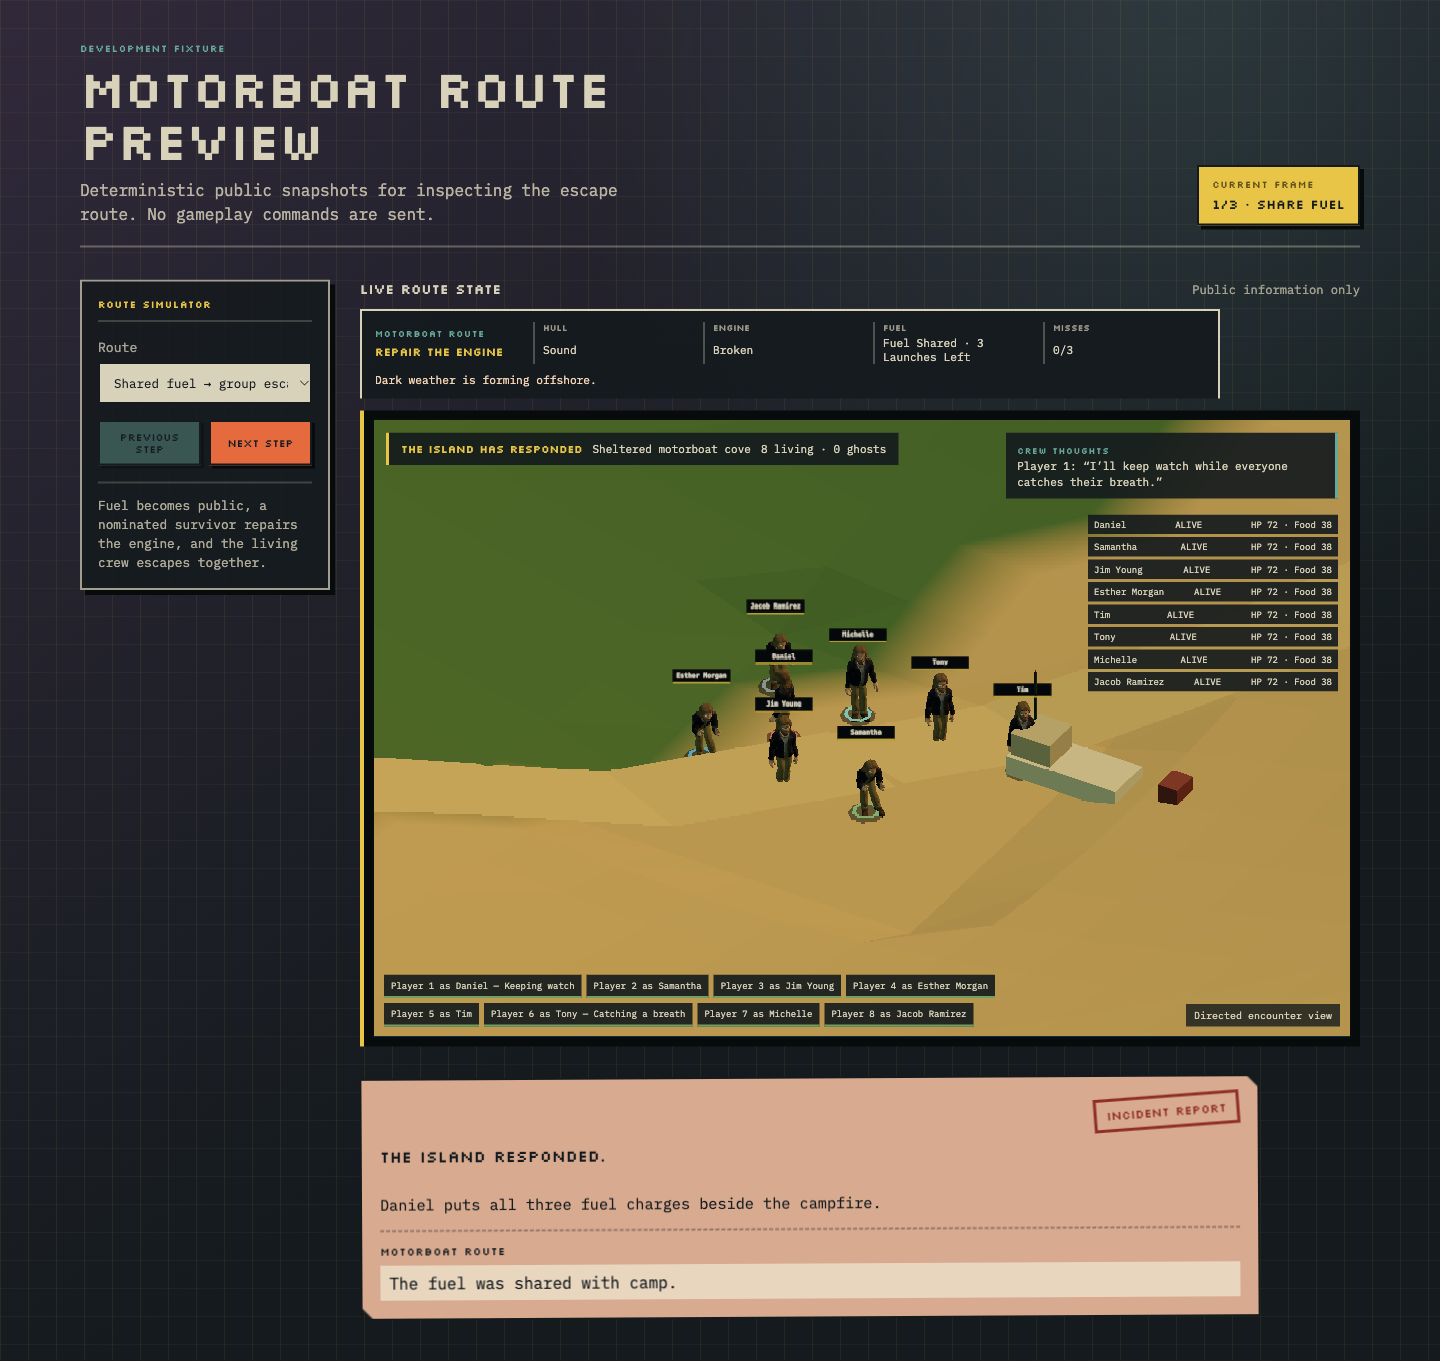 DEVELOPMENT FIXTURE
MOTORBOAT ROUTE
PREVIEW
Deterministic public snapshots for inspecting the escape
route. No gameplay commands are sent.
CURRENT FRAME
1/3 · SHARE FUEL
ROUTE SIMULATOR
Route
Shared fuel → group esca
PREVIOUS
STEP
NEXT STEP
Fuel becomes public, a
nominated survivor repairs
the engine, and the living
crew escapes together.
LIVE ROUTE STATE
Public information only
MOTORBOAT ROUTE
REPAIR THE ENGINE
HULL
Sound
ENGINE
Broken
FUEL
Fuel Shared · 3
Launches Left
MISSES
0/3
Dark weather is forming offshore.
THE ISLAND HAS RESPONDED Sheltered motorboat cove 8 living · 0 ghosts
CREW THOUGHTS
Player 1: “I’ll keep watch while everyone
catches their breath.”
Daniel ALIVE HP 72 · Food 38
Samantha ALIVE HP 72 · Food 38
Jim Young ALIVE HP 72 · Food 38
Esther Morgan ALIVE HP 72 · Food 38
Tim ALIVE HP 72 · Food 38
Tony ALIVE HP 72 · Food 38
Michelle ALIVE HP 72 · Food 38
Jacob Ramirez ALIVE HP 72 · Food 38
Jacob Ramirez
Michelle
Daniel
Tony
Esther Morgan
Tim
Jim Young
Samantha
Player 1 as Daniel — Keeping watch
Player 2 as Samantha
Player 3 as Jim Young
Player 4 as Esther Morgan
Player 5 as Tim
Player 6 as Tony — Catching a breath
Player 7 as Michelle
Player 8 as Jacob Ramirez
Directed encounter view
INCIDENT REPORT
THE ISLAND RESPONDED.
Daniel puts all three fuel charges beside the campfire.
MOTORBOAT ROUTE
The fuel was shared with camp.